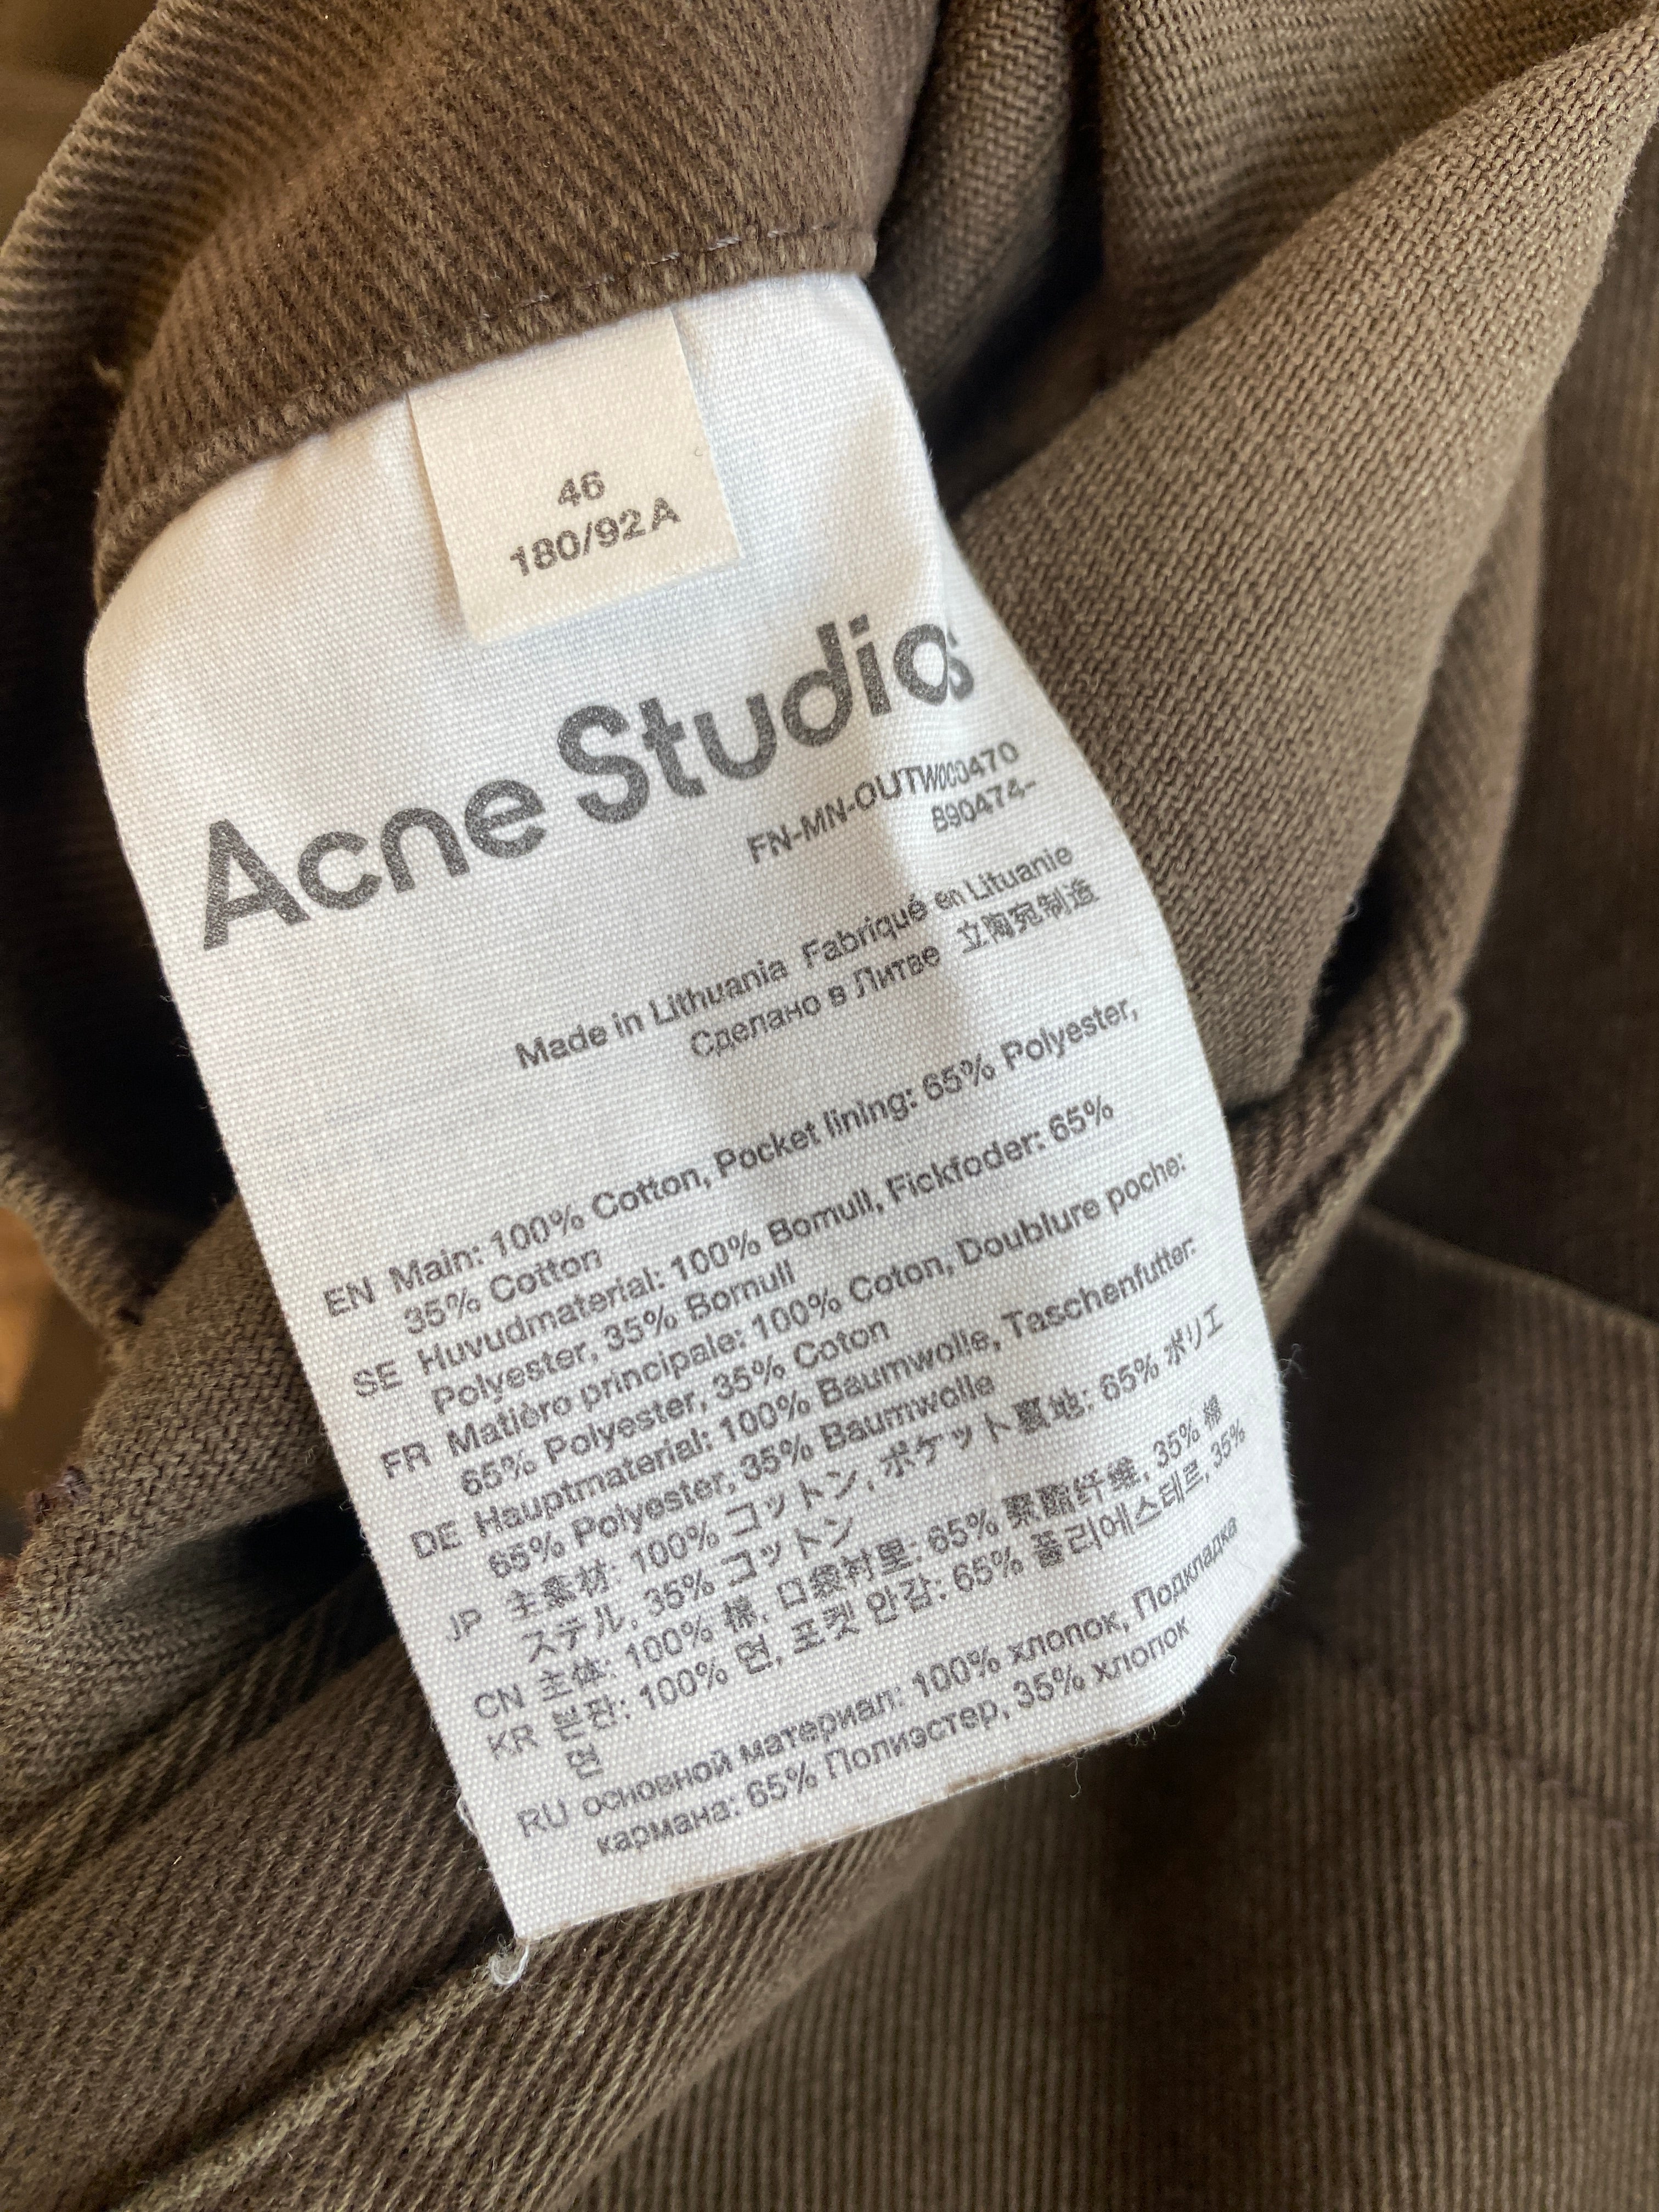 46
180/92A
Acne Studios
FN-MN-OUTW000470
890474-
Made in Lithuania Fabriqué en Lituanie
Сделано в Литве 立陶宛制造
EN Main: 100% Cotton, Pocket lining: 65% Polyester,
35% Cotton
SE Huvudmaterial: 100% Bomull, Fickfoder: 65%
Polyester, 35% Bomull
FR Matière principale: 100% Coton, Doublure poche:
65% Polyester, 35% Coton
DE Hauptmaterial: 100% Baumwolle, Taschenfutter:
65% Polyester, 35% Baumwolle
JP 主素材: 100% コットン, ポケット裏地: 65% ポリエ
ステル, 35% コットン
CN 主体: 100% 棉, 口袋衬里: 65% 聚酯纤维, 35% 棉
KR 본판: 100% 면, 포켓 안감: 65% 폴리에스테르, 35%
면
RU основной материал: 100% хлопок, Подкладка
кармана: 65% Полиэстер, 35% хлопок